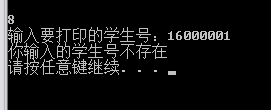 8
输入要打印的学生号：16000001
你输入的学生号不存在
请按任意键继续. . .